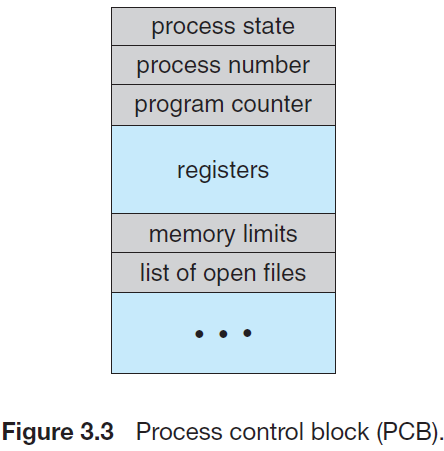 process state
process number
program counter
registers
memory limits
list of open files
• • •
Figure 3.3 Process control block (PCB).